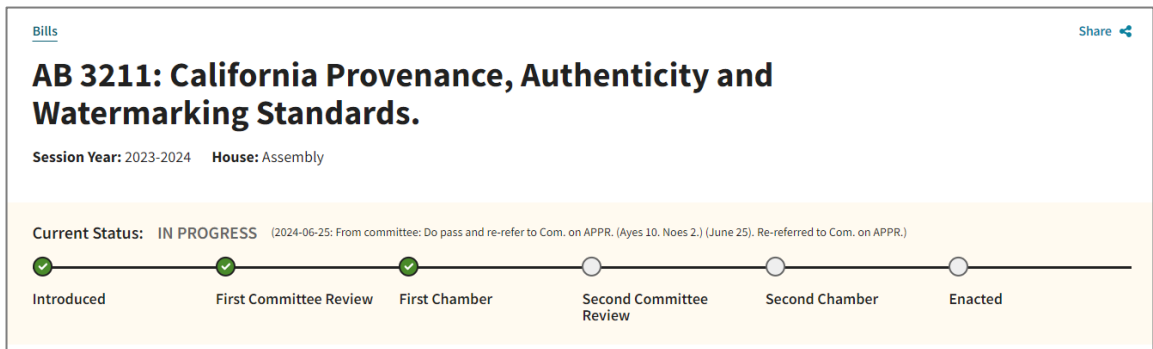 Bills
Share
AB 3211: California Provenance, Authenticity and
Watermarking Standards.
Session Year: 2023-2024 House: Assembly
Current Status: IN PROGRESS (2024-06-25: From committee: Do pass and re-refer to Com. on APPR. (Ayes 10. Noes 2.) (June 25). Re-referred to Com. on APPR.)
Introduced
First Committee Review
First Chamber
Second Committee
Review
Second Chamber
Enacted